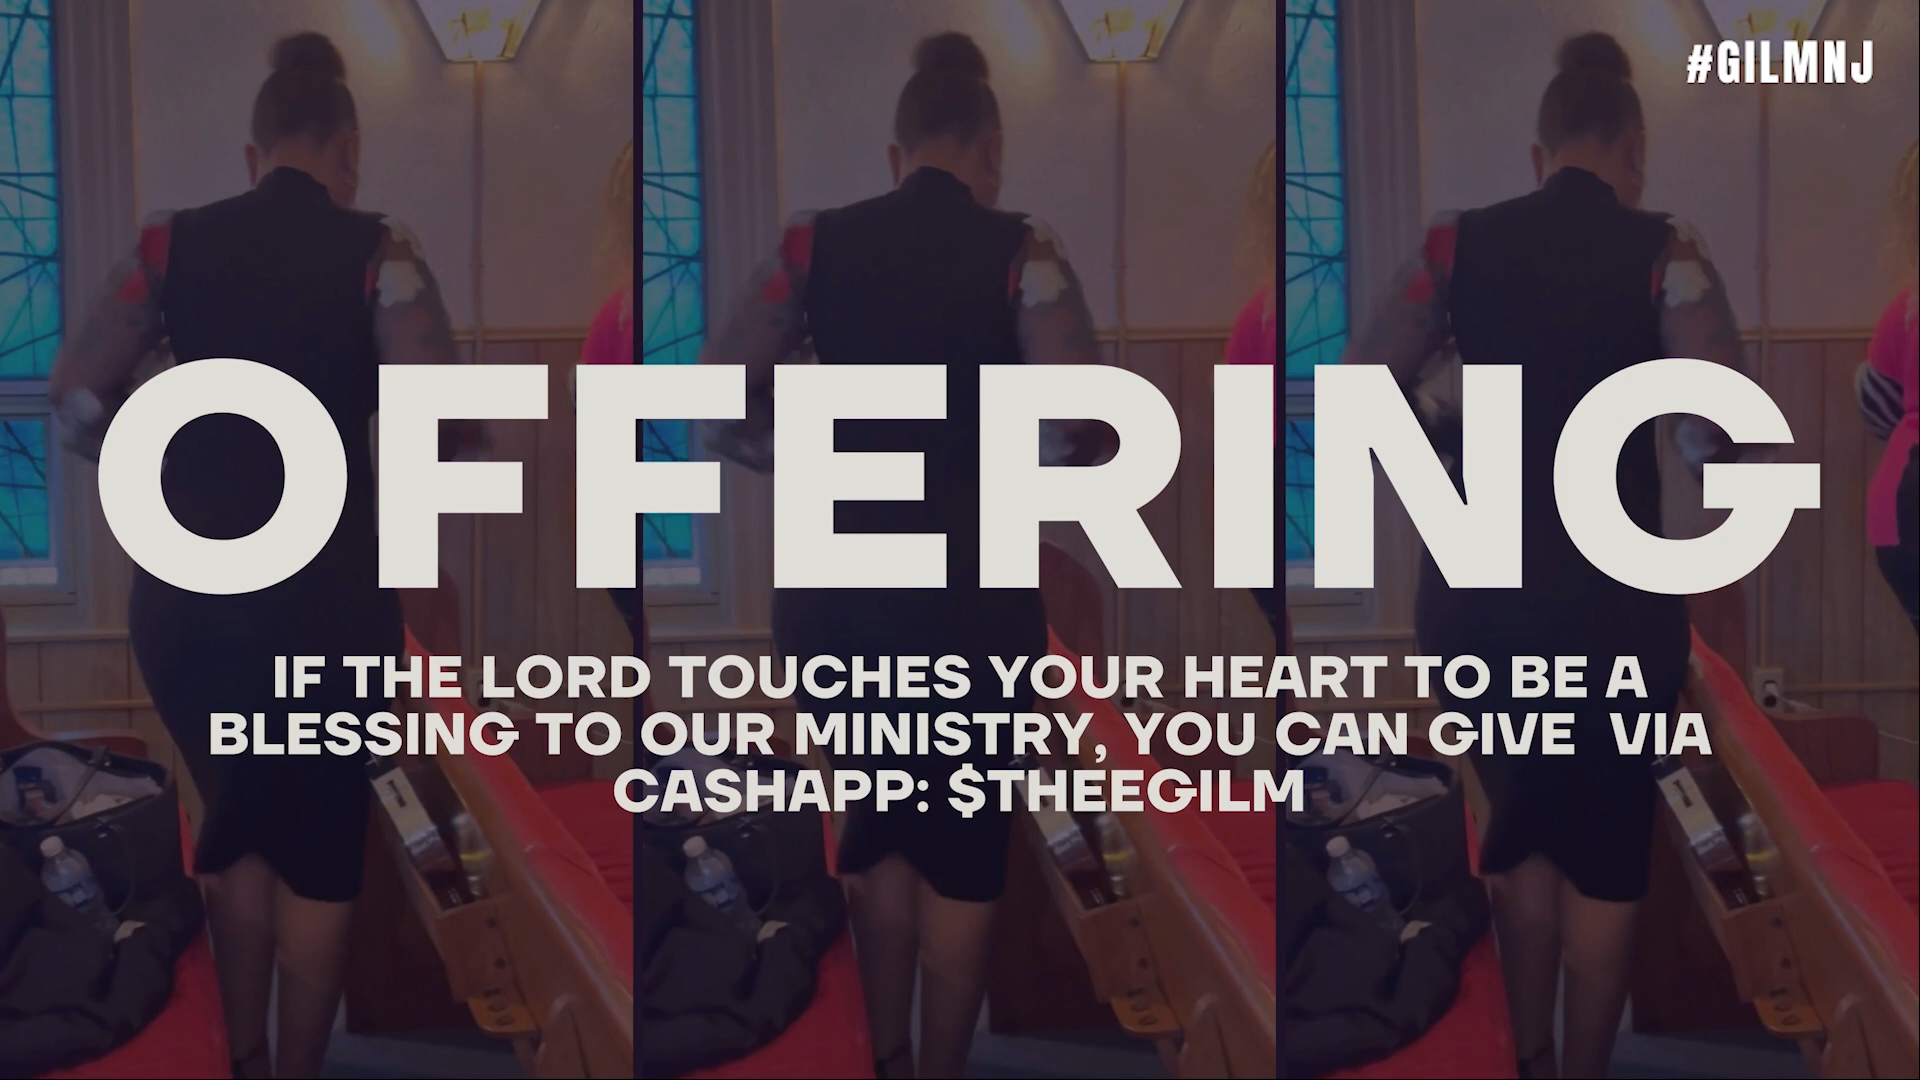 #GILMNJ
OFFERING
IF THE LORD TOUCHES YOUR HEART TO BE A
BLESSING TO OUR MINISTRY, YOU CAN GIVE  VIA
CASHAPP: $THEEGILM